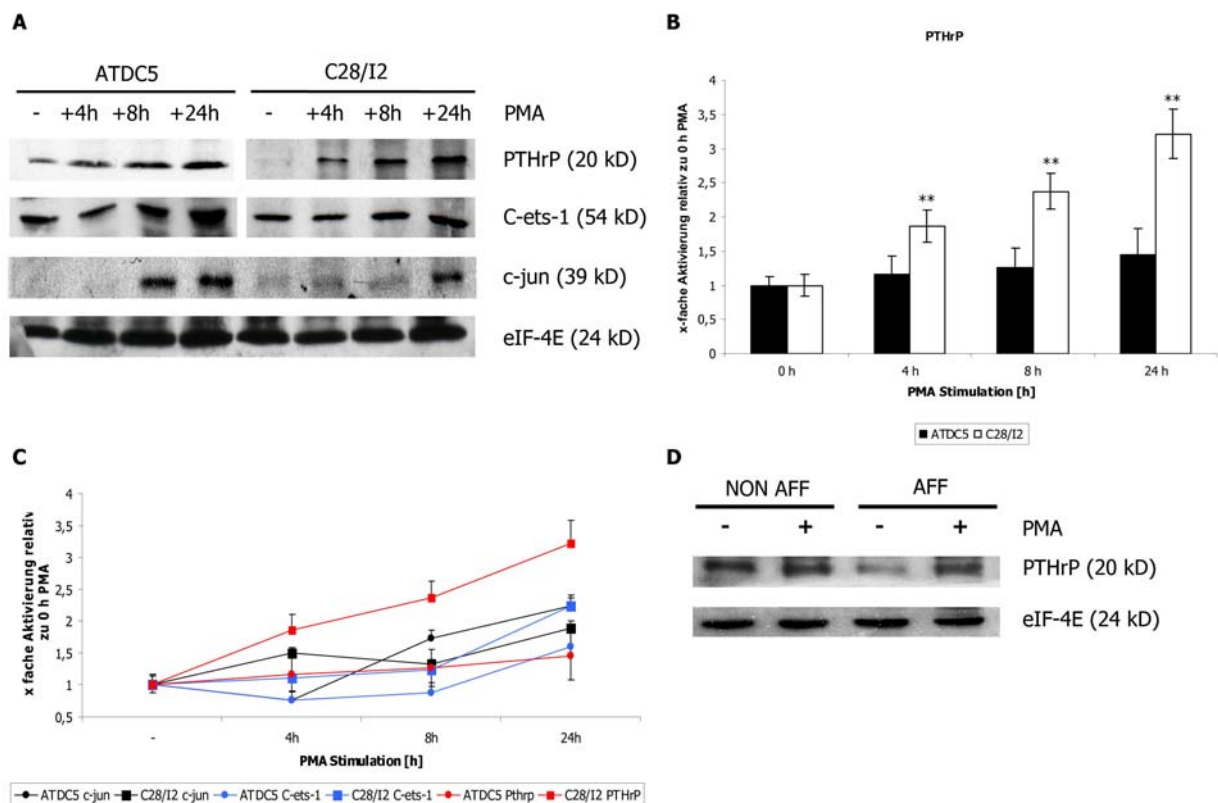 A
ATDC5 C28/I2
- +4h +8h +24h - +4h +8h +24h PMA
PTHrP (20 kD)
C-ets-1 (54 kD)
c-jun (39 kD)
eIF-4E (24 kD)
B
PTHrP
x-fache Aktivierung relativ zu 0 h PMA
4
3,5
3
2,5
2
1,5
1
0,5
0
** ** **
0 h 4 h 8 h 24 h
PMA Stimulation [h]
ATDC5 C28/I2
C
x fache Aktivierung relativ
zu 0 h PMA
4
3,5
3
2,5
2
1,5
1
0,5
- 4h 8h 24h
PMA Stimulation [h]
ATDC5 c-jun C28/I2 c-jun ATDC5 C-ets-1 C28/I2 C-ets-1 ATDC5 Pthrp C28/I2 PTHrP
D
NON AFF AFF
- + - + PMA
PTHrP (20 kD)
eIF-4E (24 kD)